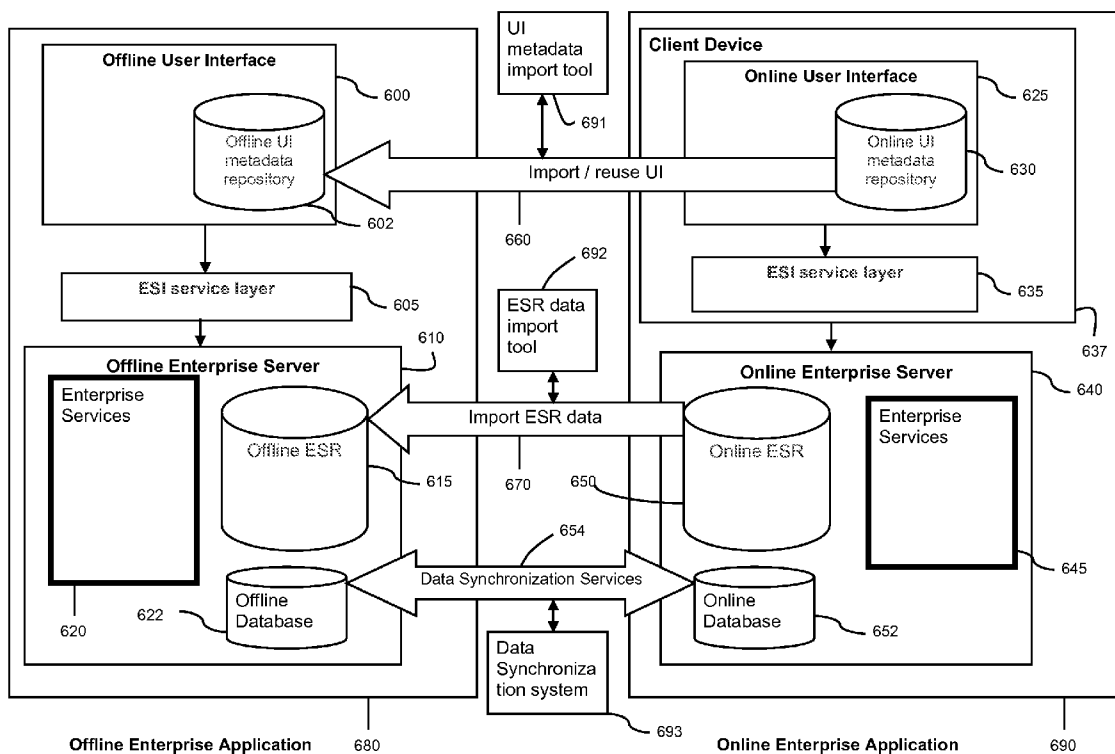 UI
metadata
import tool
691
Offline User Interface
600
Offline UI
metadata
repository
602
Client Device
Online User Interface
625
Online UI
metadata
repository
630
Import / reuse UI
660
ESI service layer
605
692
ESR data
import
tool
ESI service layer
635
637
610
Offline Enterprise Server
Enterprise
Services
Offline ESR
615
Import ESR data
670
Online Enterprise Server
640
Online ESR
650
Enterprise
Services
645
654
Data Synchronization Services
620
622
Offline
Database
Online
Database
652
Data
Synchroniza
tion system
693
Offline Enterprise Application
680
Online Enterprise Application
690